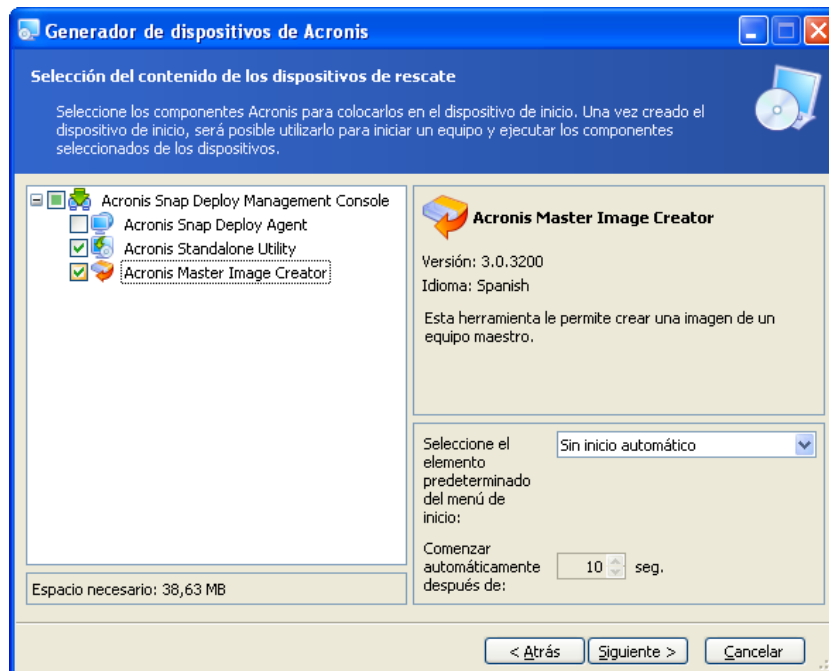 Generador de dispositivos de Acronis
Selección del contenido de los dispositivos de rescate
Seleccione los componentes Acronis para colocarlos en el dispositivo de inicio. Una vez creado el
dispositivo de inicio, será posible utilizarlo para iniciar un equipo y ejecutar los componentes
seleccionados de los dispositivos.
Acronis Snap Deploy Management Console
Acronis Snap Deploy Agent
Acronis Standalone Utility
Acronis Master Image Creator
Espacio necesario: 38,63 MB
Acronis Master Image Creator
Versión: 3.0.3200
Idioma: Spanish
Esta herramienta le permite crear una imagen de un
equipo maestro.
Seleccione el
elemento
predeterminado
del menú de
inicio:
Sin inicio automático
Comenzar
automáticamente
después de:
10 seg.
< Atrás
Siguiente >
Cancelar